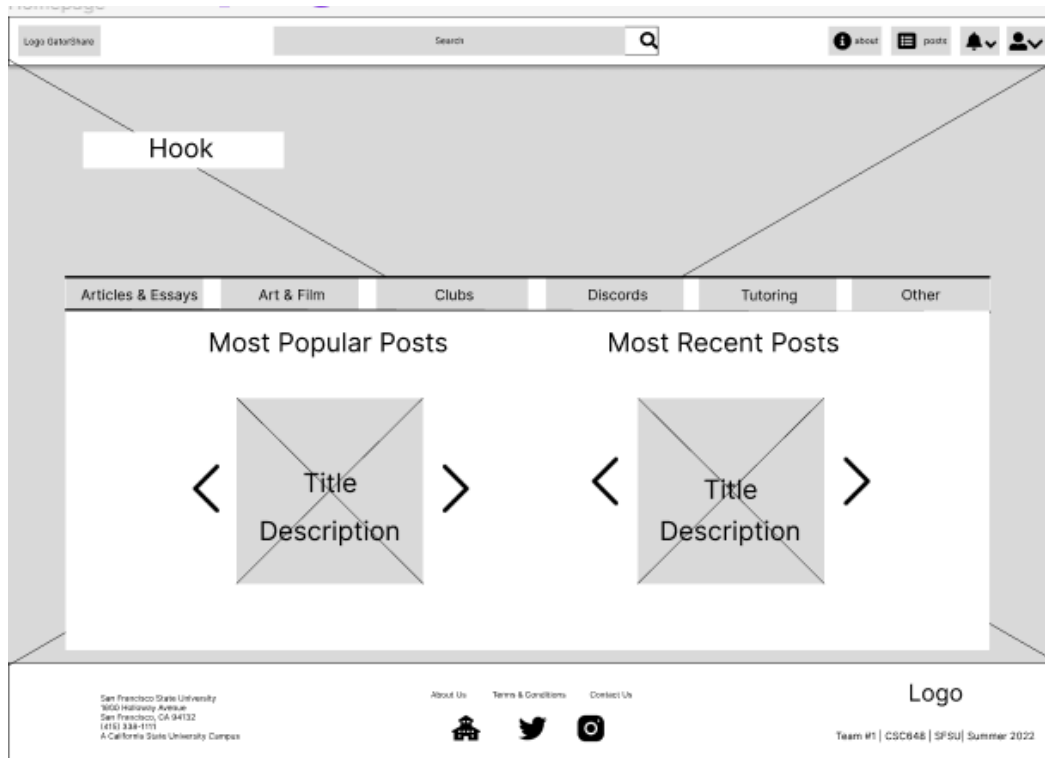 Homepage
Logo GatorShare
Search
about
posts
Hook
Articles & Essays
Art & Film
Clubs
Discords
Tutoring
Other
Most Popular Posts
Most Recent Posts
Title
Description
Title
Description
San Francisco State University
1600 Holloway Avenue
San Francisco, CA 94132
(415) 338-1111
A California State University Campus
About Us
Terms & Conditions
Contact Us
Logo
Team #1 | CSC648 | SFSU| Summer 2022